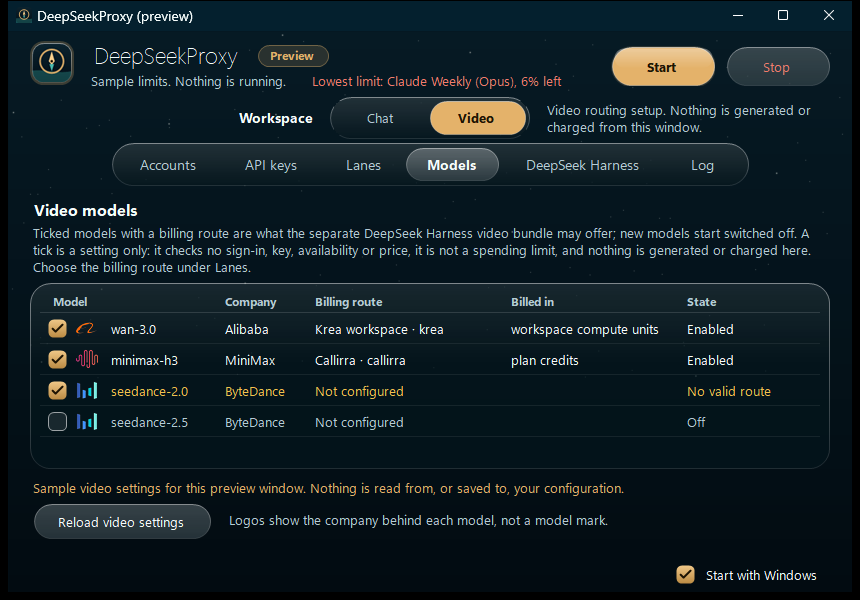 DeepSeekProxy (preview)
DeepSeekProxy
Preview
Start
Stop
Sample limits. Nothing is running.
Lowest limit: Claude Weekly (Opus), 6% left
Workspace
Chat
Video
Video routing setup. Nothing is generated or
charged from this window.
Accounts
API keys
Lanes
Models
DeepSeek Harness
Log
Video models
Ticked models with a billing route are what the separate DeepSeek Harness video bundle may offer; new models start switched off. A
tick is a setting only: it checks no sign-in, key, availability or price, it is not a spending limit, and nothing is generated or charged here.
Choose the billing route under Lanes.
Model Company Billing route Billed in State
wan-3.0 Alibaba Krea workspace · krea workspace compute units Enabled
minimax-h3 MiniMax Callirra · callirra plan credits Enabled
seedance-2.0 ByteDance Not configured No valid route
seedance-2.5 ByteDance Not configured Off
Sample video settings for this preview window. Nothing is read from, or saved to, your configuration.
Reload video settings
Logos show the company behind each model, not a model mark.
Start with Windows